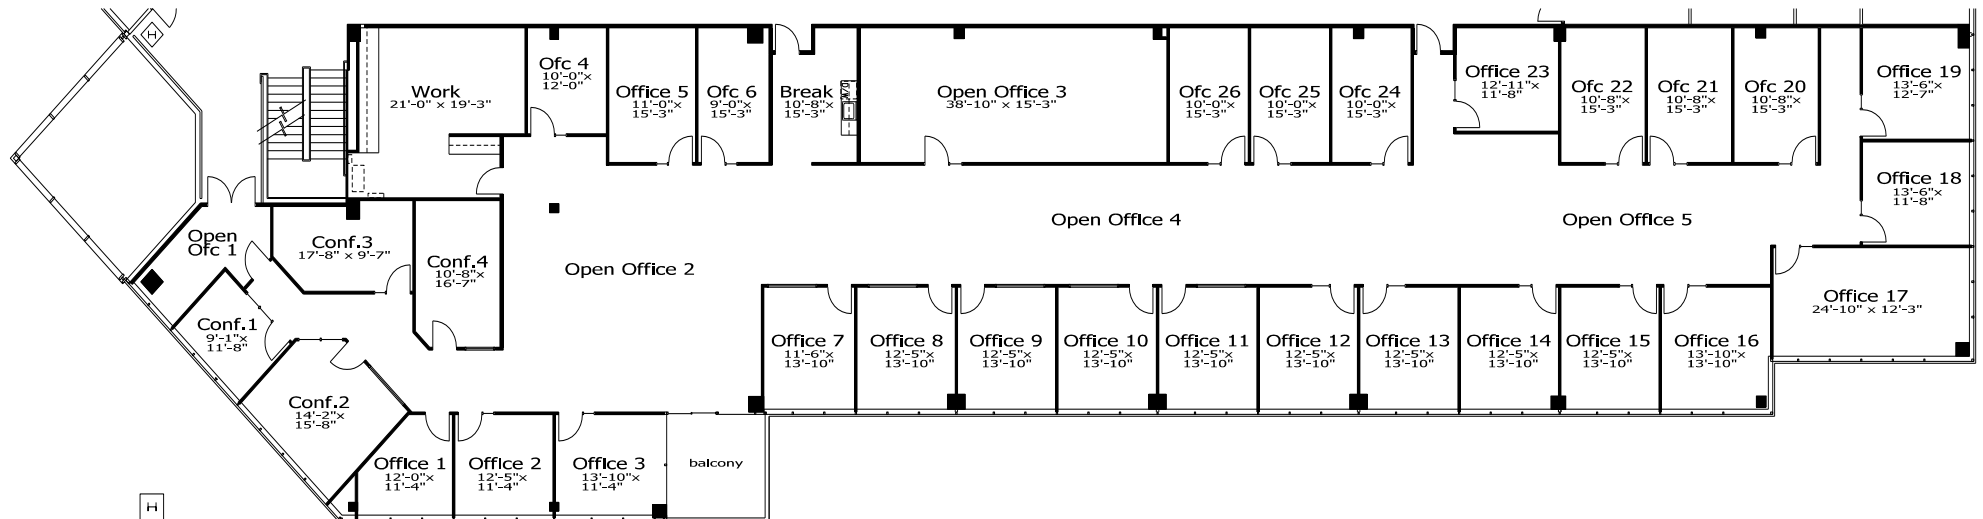 H
Work
21'-0" x 19'-3"
Ofc 4
10'-0"x
12'-0"
Office 5
11'-0"x
15'-3"
Ofc 6
9'-0"x
15'-3"
Break
10'-8"x
15'-3"
DW
Open Office 3
38'-10" x 15'-3"
Ofc 26
10'-0"x
15'-3"
Ofc 25
10'-0"x
15'-3"
Ofc 24
10'-0"x
15'-3"
Office 23
12'-11"x
11'-8"
Ofc 22
10'-8"x
15'-3"
Ofc 21
10'-8"x
15'-3"
Ofc 20
10'-8"x
15'-3"
Office 19
13'-6"x
12'-7"
Office 18
13'-6"x
11'-8"
Open
Ofc 1
Conf.3
17'-8" x 9'-7"
Conf.4
10'-8"x
16'-7"
Open Office 2
Open Office 4
Open Office 5
Conf.1
9'-1"x
11'-8"
Conf.2
14'-2"x
15'-8"
Office 7
11'-6"x
13'-10"
Office 8
12'-5"x
13'-10"
Office 9
12'-5"x
13'-10"
Office 10
12'-5"x
13'-10"
Office 11
12'-5"x
13'-10"
Office 12
12'-5"x
13'-10"
Office 13
12'-5"x
13'-10"
Office 14
12'-5"x
13'-10"
Office 15
12'-5"x
13'-10"
Office 16
13'-10"x
13'-10"
Office 17
24'-10" x 12'-3"
Office 1
12'-0"x
11'-4"
Office 2
12'-5"x
11'-4"
Office 3
13'-10"x
11'-4"
balcony
H